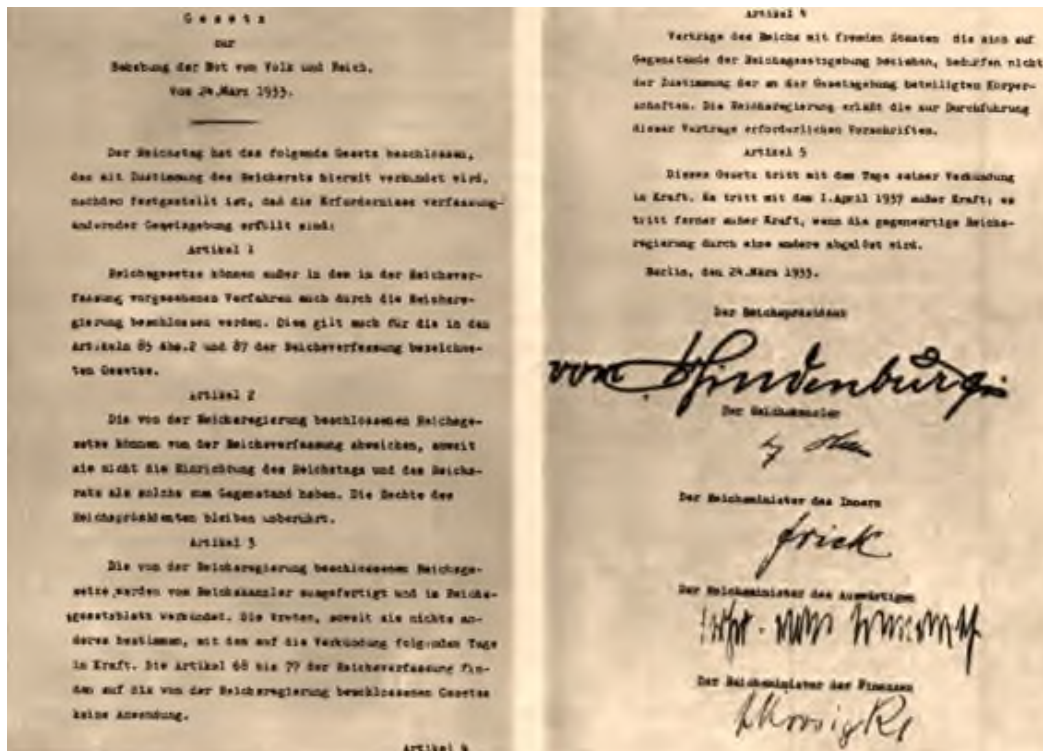 Gesetz
zur
Behebung der Not von Volk und Reich.
Vom 24.März 1933.
Der Reichstag hat das folgende Gesetz beschlossen,
das mit Zustimmung des Reichsrats hiermit verkündet wird,
nachdem festgestellt ist, daß die Erfordernisse verfassung-
ändernder Gesetzgebung erfüllt sind:
Artikel 1
Reichsgesetze können außer in dem in der Reichsver-
fassung vorgesehenen Verfahren auch durch die Reichsre-
gierung beschlossen werden. Dies gilt auch für die in den
Artikeln 85 Abs.2 und 87 der Reichsverfassung bezeichne-
ten Gesetze.
Artikel 2
Die von der Reichsregierung beschlossenen Reichsge-
setze können von der Reichsverfassung abweichen, soweit
sie nicht die Einrichtung des Reichstags und des Reichs-
rats als solche zum Gegenstand haben. Die Rechte des
Reichspräsidenten bleiben unberührt.
Artikel 3
Die von der Reichsregierung beschlossenen Reichsge-
setze werden vom Reichskanzler ausgefertigt und im Reichs-
gesetzblatt verkündet. Sie treten, soweit sie nichts an-
deres bestimmen, mit dem auf die Verkündung folgenden Tage
in Kraft. Die Artikel 68 bis 77 der Reichsverfassung fin-
den auf die von der Reichsregierung beschlossenen Gesetze
keine Anwendung.
Artikel 4
Artikel 4
Verträge des Reichs mit fremden Staaten die sich auf
Gegenstände der Reichsgesetzgebung beziehen, bedürfen nicht
der Zustimmung der an der Gesetzgebung beteiligten Körper-
schaften. Die Reichsregierung erläßt die zur Durchführung
dieser Verträge erforderlichen Vorschriften.
Artikel 5
Dieses Gesetz tritt mit dem Tage seiner Verkündung
in Kraft. Es tritt mit dem 1.April 1937 außer Kraft; es
tritt ferner außer Kraft, wenn die gegenwärtige Reichs-
regierung durch eine andere abgelöst wird.
Berlin, den 24.März 1933.
Der Reichspräsident
von Hindenburg
Der Reichskanzler
Der Reichsminister des Innern
Frick
Der Reichsminister des Auswärtigen
Der Reichsminister der Finanzen